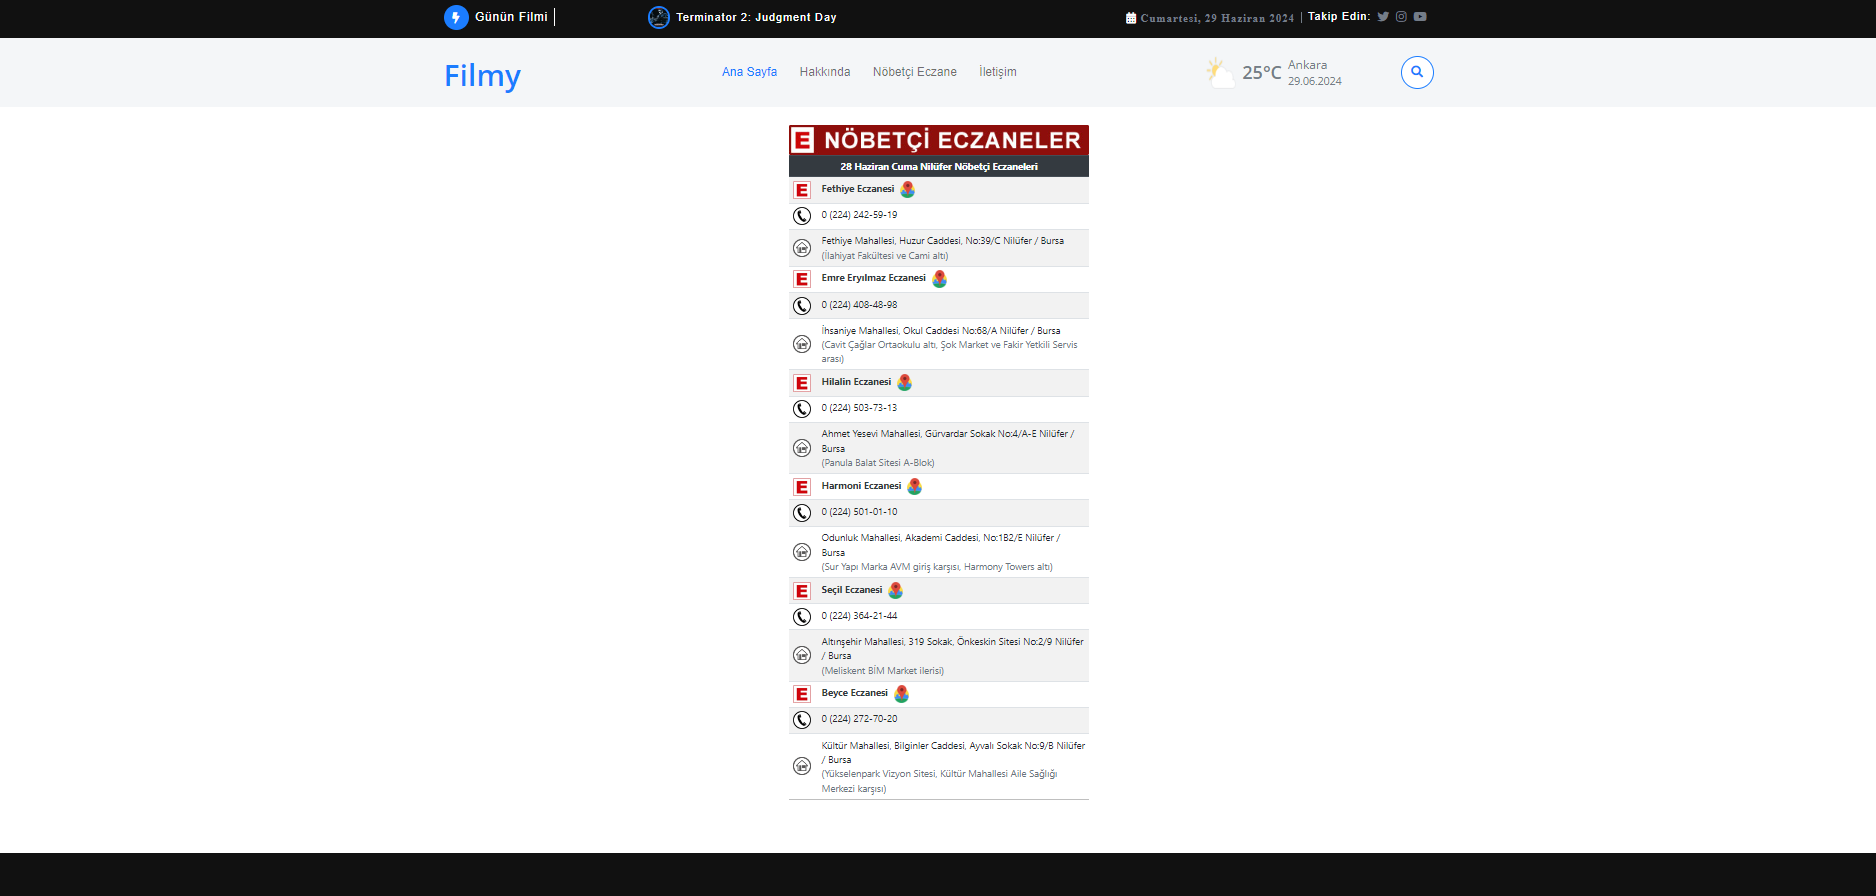 Günün Filmi
Terminator 2: Judgment Day
Cumartesi, 29 Haziran 2024 | Takip Edin:
Filmy
Ana Sayfa Hakkında Nöbetçi Eczane İletişim
25°C
Ankara
29.06.2024
E NÖBETÇİ ECZANELER
28 Haziran Cuma Nilüfer Nöbetçi Eczaneleri
E Fethiye Eczanesi
0 (224) 242-59-19
Fethiye Mahallesi, Huzur Caddesi, No:39/C Nilüfer / Bursa
(İlahiyat Fakültesi ve Cami altı)
E Emre Eryılmaz Eczanesi
0 (224) 408-48-98
İhsaniye Mahallesi, Okul Caddesi No:68/A Nilüfer / Bursa
(Cavit Çağlar Ortaokulu altı, Şok Market ve Fakir Yetkili Servis
arası)
E Hilalin Eczanesi
0 (224) 503-73-13
Ahmet Yesevi Mahallesi, Gürvardar Sokak No:4/A-E Nilüfer /
Bursa
(Panula Balat Sitesi A-Blok)
E Harmoni Eczanesi
0 (224) 501-01-10
Odunluk Mahallesi, Akademi Caddesi, No:1B2/E Nilüfer /
Bursa
(Sur Yapı Marka AVM giriş karşısı, Harmony Towers altı)
E Seçil Eczanesi
0 (224) 364-21-44
Altınşehir Mahallesi, 319 Sokak, Önkeskin Sitesi No:2/9 Nilüfer
/ Bursa
(Meliskent BİM Market ilerisi)
E Beyce Eczanesi
0 (224) 272-70-20
Kültür Mahallesi, Bilginler Caddesi, Ayvalı Sokak No:9/B Nilüfer
/ Bursa
(Yükselenpark Vizyon Sitesi, Kültür Mahallesi Aile Sağlığı
Merkezi karşısı)